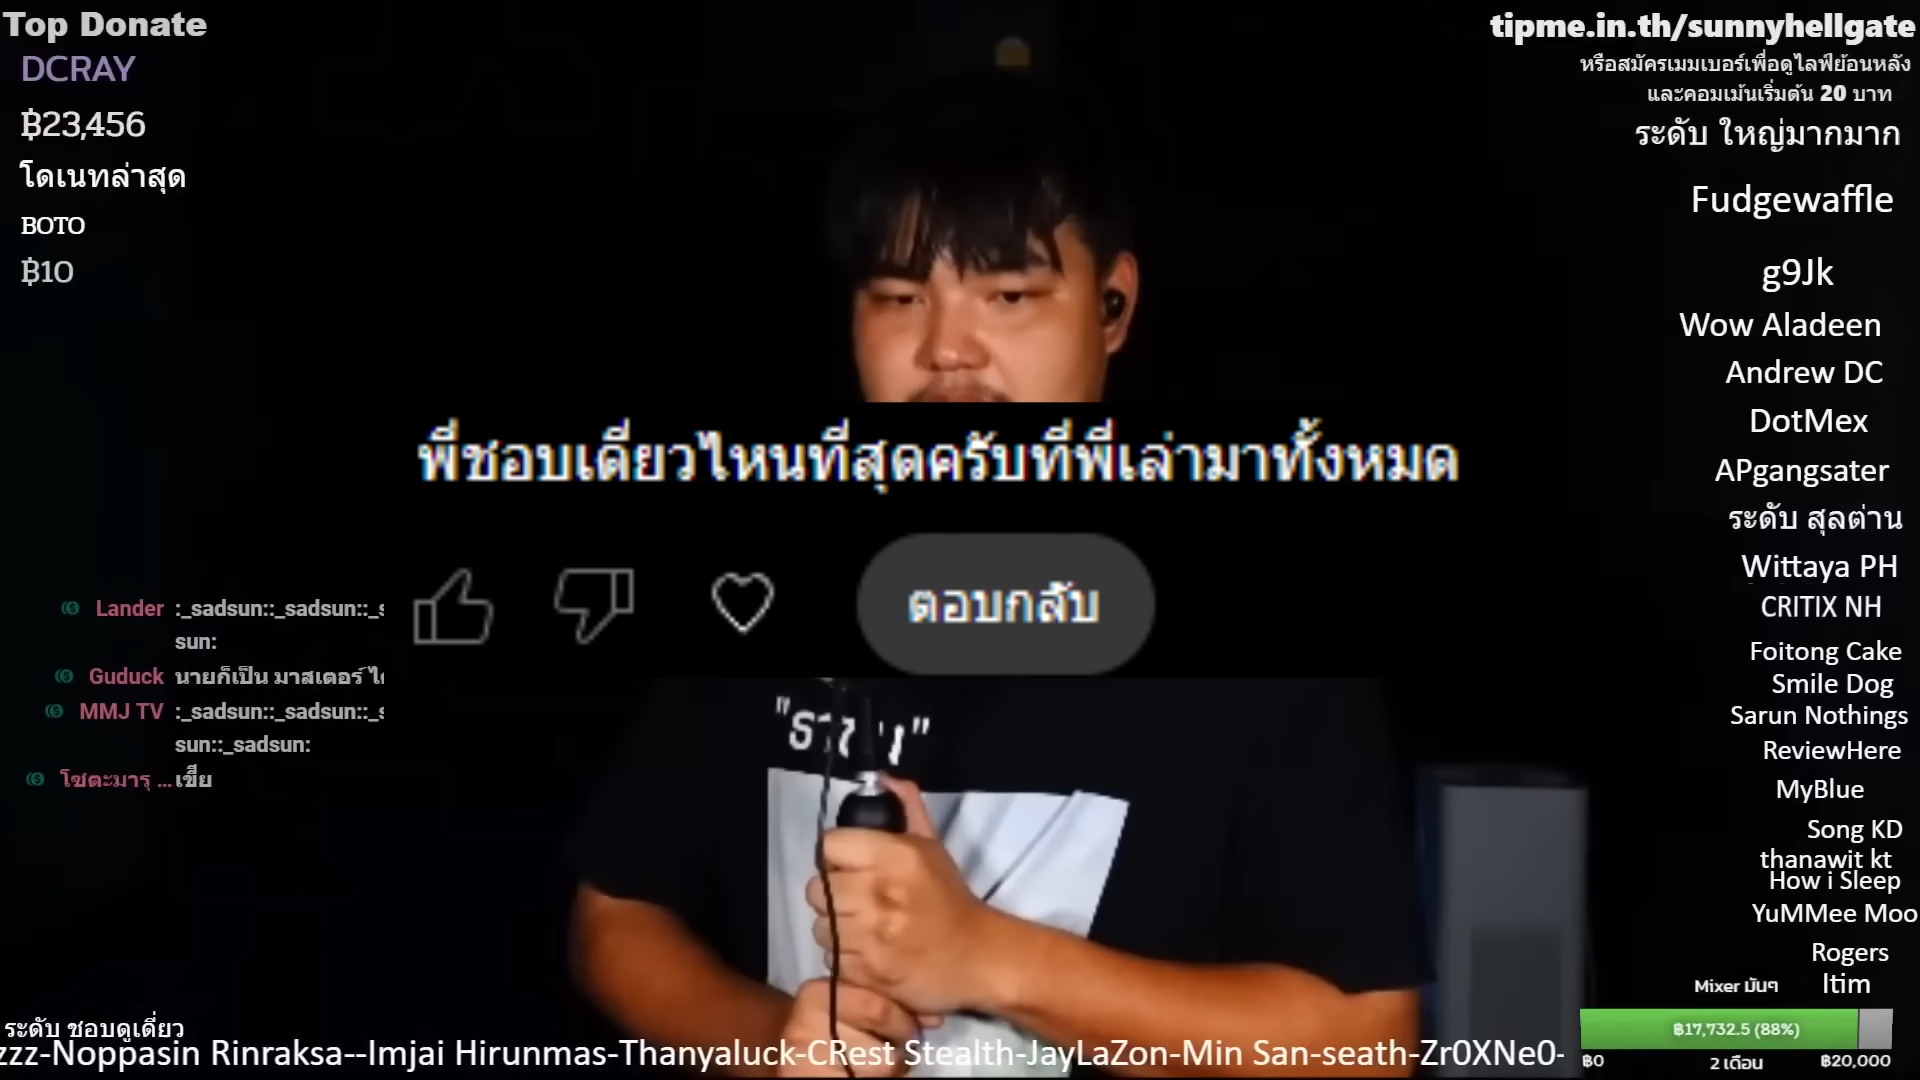 Top Donate
DCRAY
฿23,456
โดเนทล่าสุด
BOTO
฿10
tipme.in.th/sunnyhellgate
หรือสมัครเมมเบอร์เพื่อดูไลฟ์ย้อนหลัง
และคอมเม้นเริ่มต้น 20 บาท
ระดับ ใหญ่มากมาก
Fudgewaffle
g9Jk
Wow Aladeen
Andrew DC
DotMex
APgangsater
ระดับ สุลต่าน
Wittaya PH
CRITIX NH
Foitong Cake
Smile Dog
Sarun Nothings
ReviewHere
MyBlue
Song KD
thanawit kt
How i Sleep
YuMMee Moo
Rogers
ltim
พี่ชอบเดี่ยวไหนที่สุดครับที่พี่เล่ามาทั้งหมด
ตอบกลับ
Lander :_sadsun::_sadsun::_s
sun:
Guduck นายก็เป็น มาสเตอร์ ได
MMJ TV :_sadsun::_sadsun::_s
sun::_sadsun:
โชตะมารุ ... เขี้ย
Mixer มันๆ
฿17,732.5 (88%)
฿0
2 เดือน
฿20,000
ระดับ ชอบดูเดี่ยว
zzz-Noppasin Rinraksa--Imjai Hirunmas-Thanyaluck-CRest Stealth-JayLaZon-Min San-seath-Zr0XNe0-